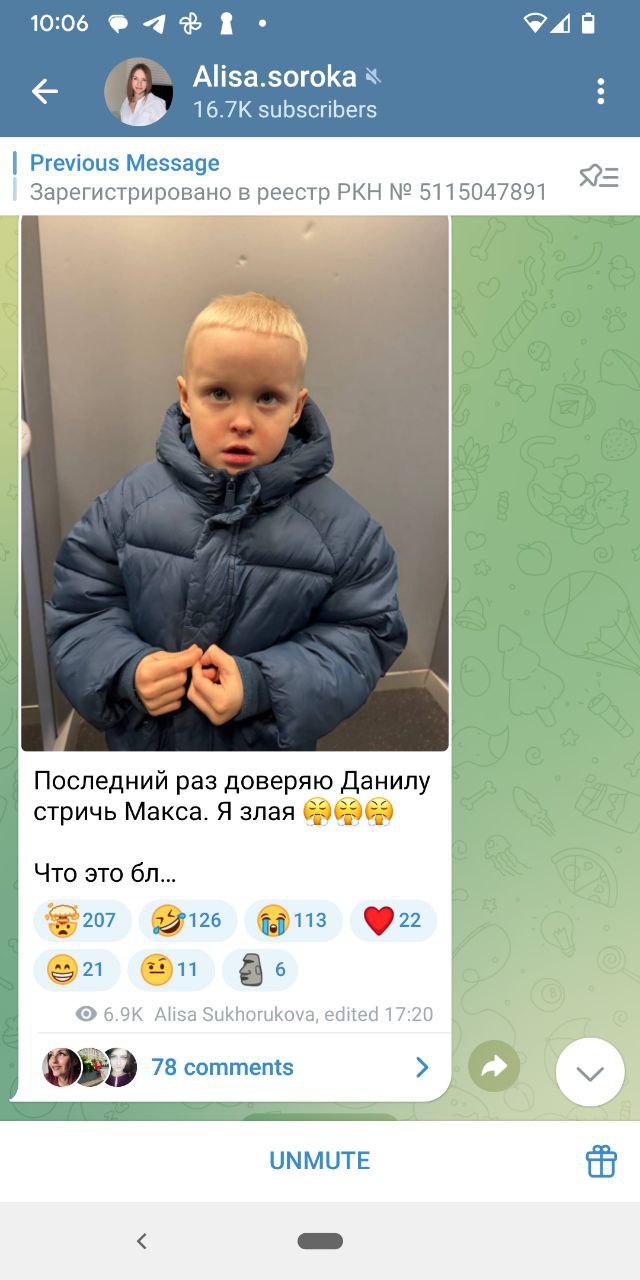 10:06
Alisa.soroka
16.7K subscribers
Previous Message
Зарегистрировано в реестр РКН № 5115047891
Последний раз доверяю Данилу
стричь Макса. Я злая 😤😤😤
Что это бл…
🤯 207 🤣 126 😭 113 ❤️ 22
😁 21 🤨 11 🗿 6
6.9K Alisa Sukhorukova, edited 17:20
78 comments
UNMUTE